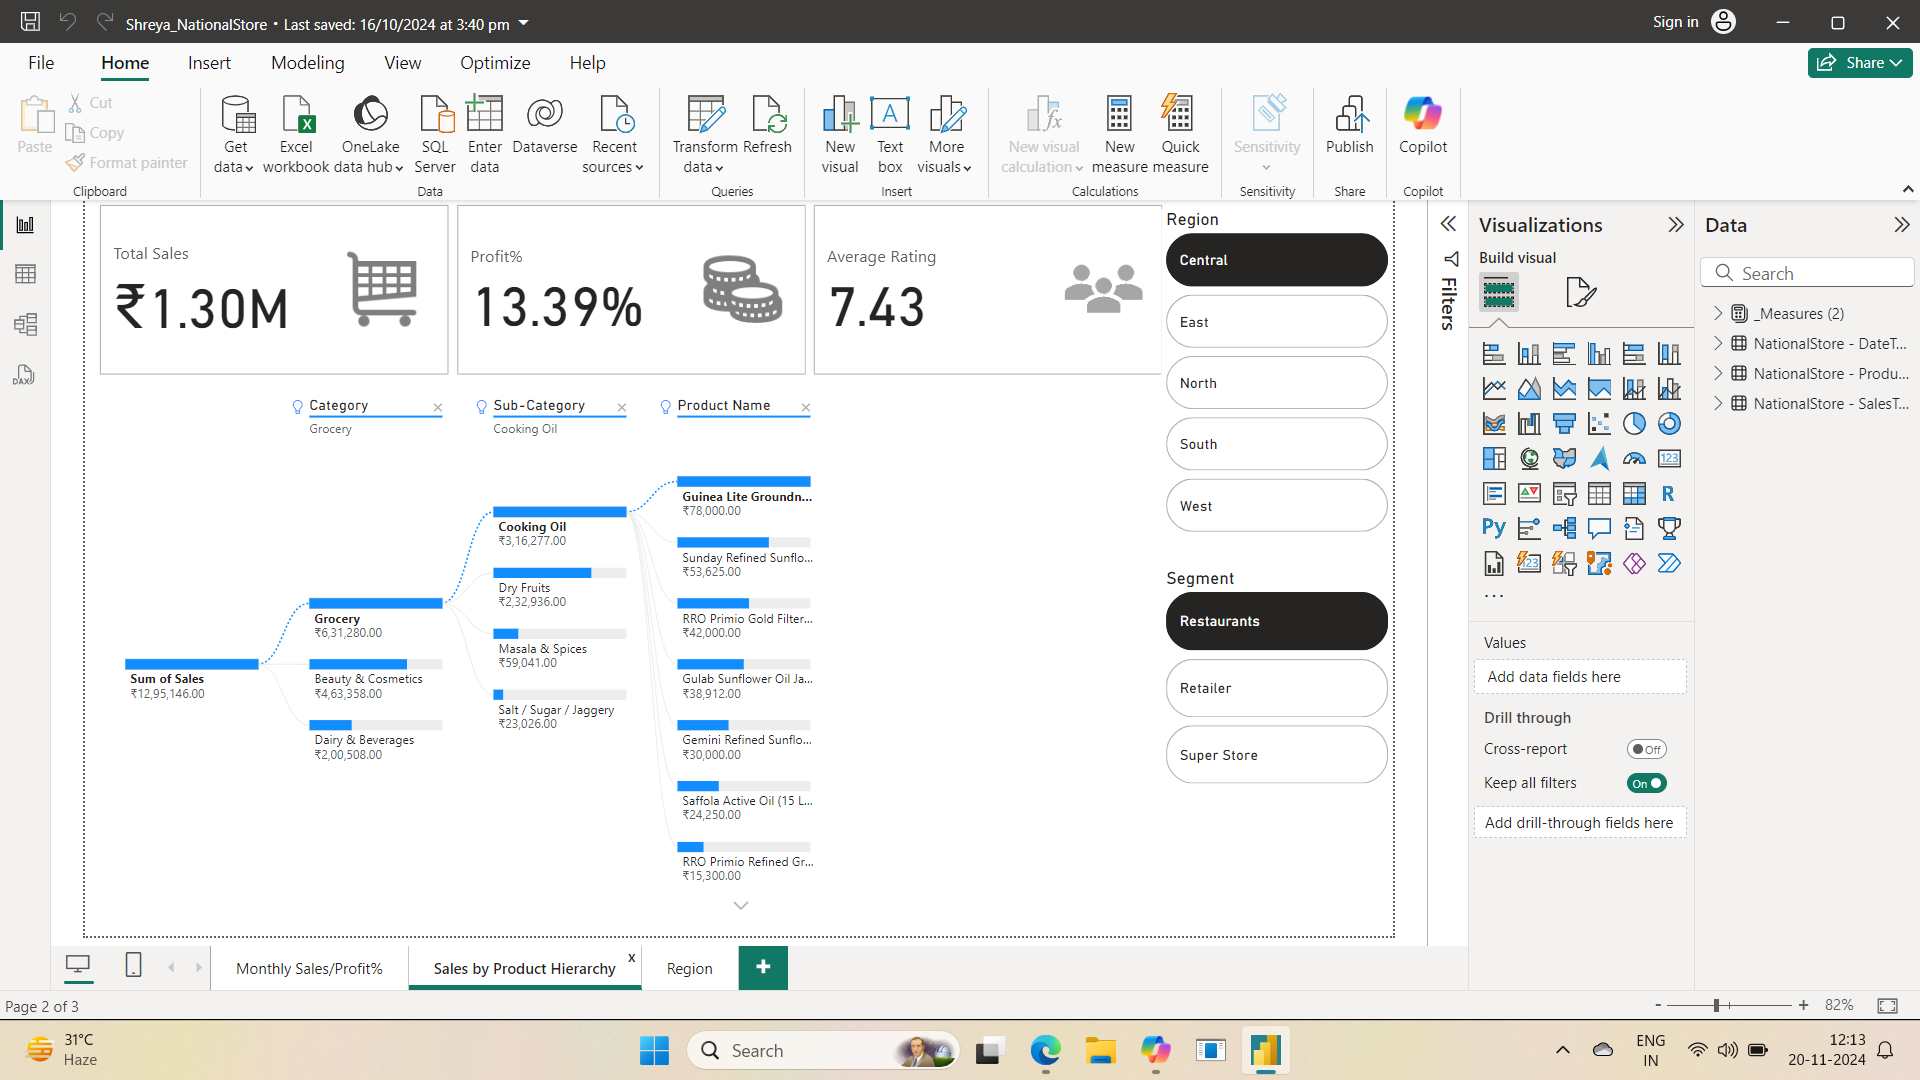 Shreya_NationalStore • Last saved: 16/10/2024 at 3:40 pm
Sign in
File
Home
Insert
Modeling
View
Optimize
Help
Share
Paste
Cut
Copy
Format painter
Clipboard
Get data
Excel workbook
OneLake data hub
SQL Server
Enter data
Dataverse
Recent sources
Data
Transform data
Refresh
Queries
New visual
Text box
More visuals
Insert
New visual calculation
New measure
Quick measure
Calculations
Sensitivity
Sensitivity
Publish
Share
Copilot
Copilot
Total Sales
₹1.30M
Profit%
13.39%
Average Rating
7.43
Region
Central
East
North
South
West
Segment
Restaurants
Retailer
Super Store
Category
Grocery
Sub-Category
Cooking Oil
Product Name
Sum of Sales
₹12,95,146.00
Grocery
₹6,31,280.00
Beauty & Cosmetics
₹4,63,358.00
Dairy & Beverages
₹2,00,508.00
Cooking Oil
₹3,16,277.00
Dry Fruits
₹2,32,936.00
Masala & Spices
₹59,041.00
Salt / Sugar / Jaggery
₹23,026.00
Guinea Lite Groundn...
₹78,000.00
Sunday Refined Sunflo...
₹53,625.00
RRO Primio Gold Filter...
₹42,000.00
Gulab Sunflower Oil Ja...
₹38,912.00
Gemini Refined Sunflo...
₹30,000.00
Saffola Active Oil (15 L...
₹24,250.00
RRO Primio Refined Gr...
₹15,300.00
Filters
Visualizations
Build visual
123
R
Py
123
...
Values
Add data fields here
Drill through
Cross-report
Off
Keep all filters
On
Add drill-through fields here
Data
Search
_Measures (2)
NationalStore - DateT...
NationalStore - Produ...
NationalStore - SalesT...
DAX
Monthly Sales/Profit%
Sales by Product Hierarchy
x
Region
Page 2 of 3
- + 82%
31°C
Haze
Search
ENG
IN
12:13
20-11-2024